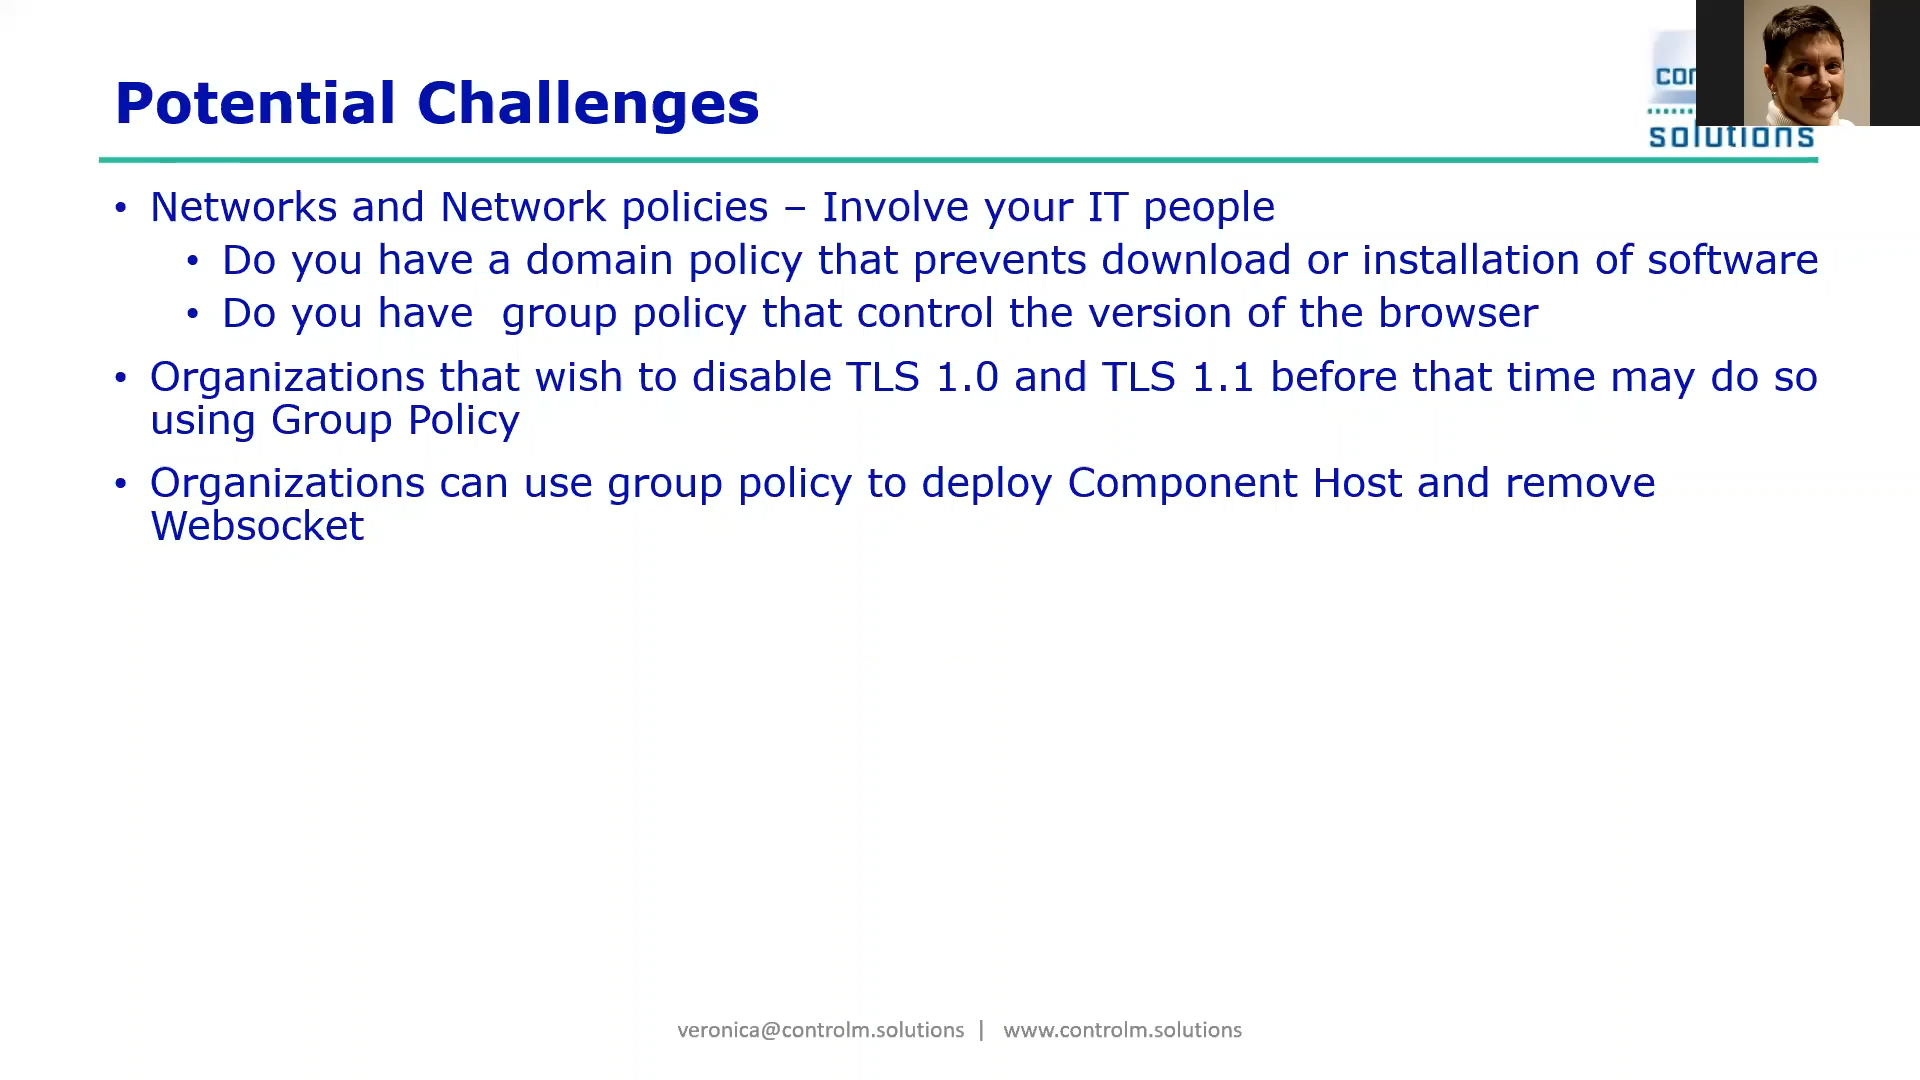 Potential Challenges
solutions
• Networks and Network policies – Involve your IT people
• Do you have a domain policy that prevents download or installation of software
• Do you have  group policy that control the version of the browser
• Organizations that wish to disable TLS 1.0 and TLS 1.1 before that time may do so
using Group Policy
• Organizations can use group policy to deploy Component Host and remove
Websocket
veronica@controlm.solutions | www.controlm.solutions